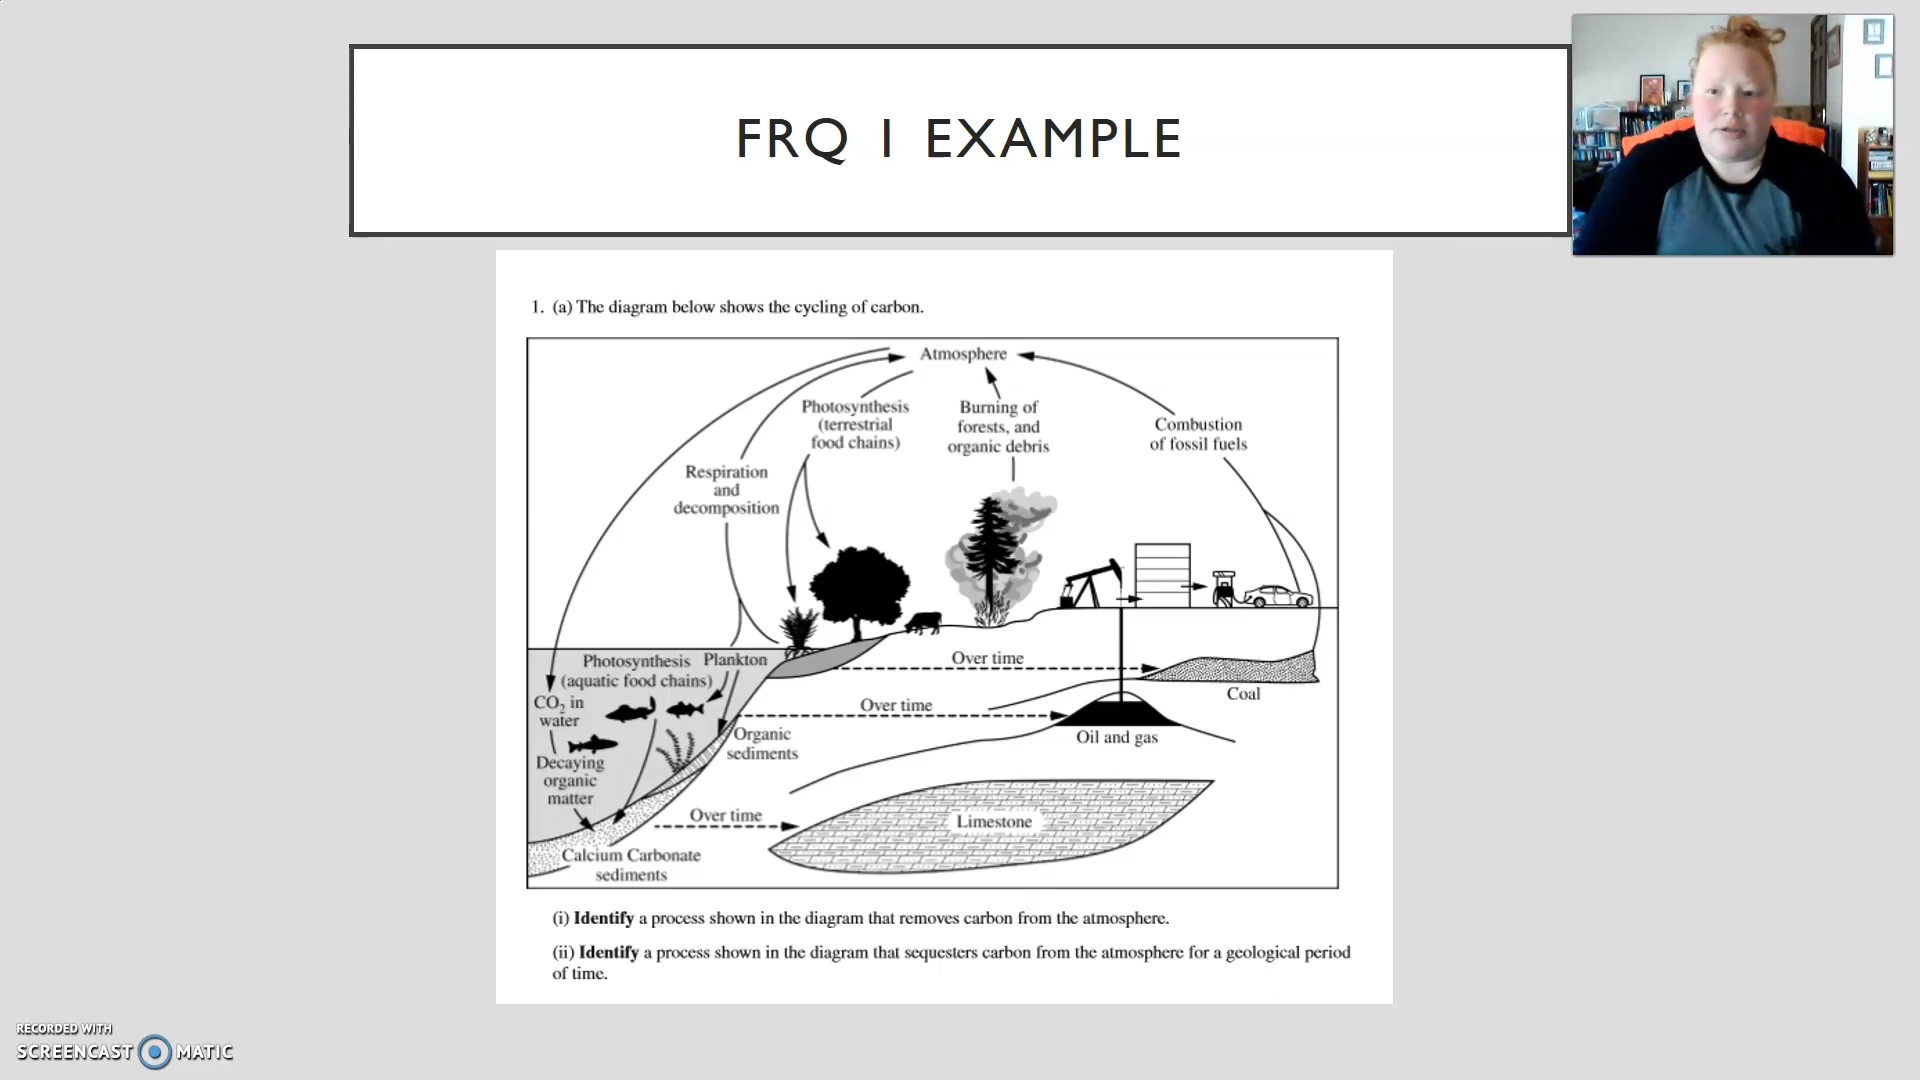 FRQ 1 EXAMPLE
1. (a) The diagram below shows the cycling of carbon.
Atmosphere
Photosynthesis
(terrestrial
food chains)
Burning of
forests, and
organic debris
Combustion
of fossil fuels
Respiration
and
decomposition
Photosynthesis
(aquatic food chains)
Plankton
Over time
CO₂ in
water
Coal
Over time
Organic
sediments
Oil and gas
Decaying
organic
matter
Over time
Limestone
Calcium Carbonate
sediments
(i) Identify a process shown in the diagram that removes carbon from the atmosphere.
(ii) Identify a process shown in the diagram that sequesters carbon from the atmosphere for a geological period
of time.
RECORDED WITH
SCREENCAST MATIC